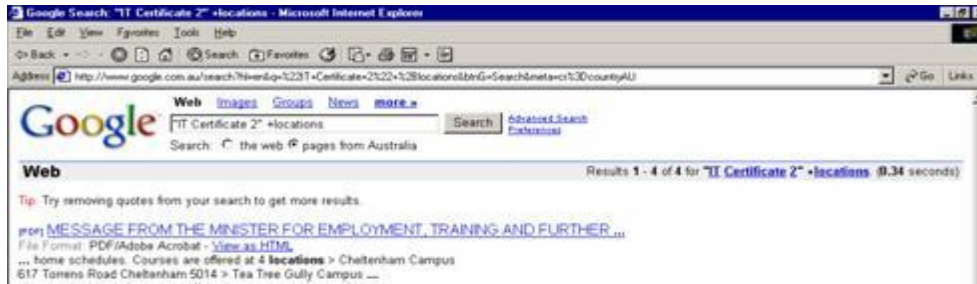 Google Search: "IT Certificate 2" +locations - Microsoft Internet Explorer
File Edit View Favorites Tools Help
Back Search Favorites
Address http://www.google.com.au/search?hl=en&q=%22IT+Certificate+2%22+%2Blocations&btnG=Search&meta=cr%3DcountryAU Go Links
Web Images Groups News more »
Google "IT Certificate 2" +locations Search Advanced Search
Preferences
Search: the web pages from Australia
Web Results 1 - 4 of 4 for "IT Certificate 2" +locations. (0.34 seconds)
Tip: Try removing quotes from your search to get more results.
[PDF] MESSAGE FROM THE MINISTER FOR EMPLOYMENT, TRAINING AND FURTHER ...
File Format: PDF/Adobe Acrobat - View as HTML
... home schedules. Courses are offered at 4 locations > Cheltenham Campus
617 Torrens Road Cheltenham 5014 > Tea Tree Gully Campus ...